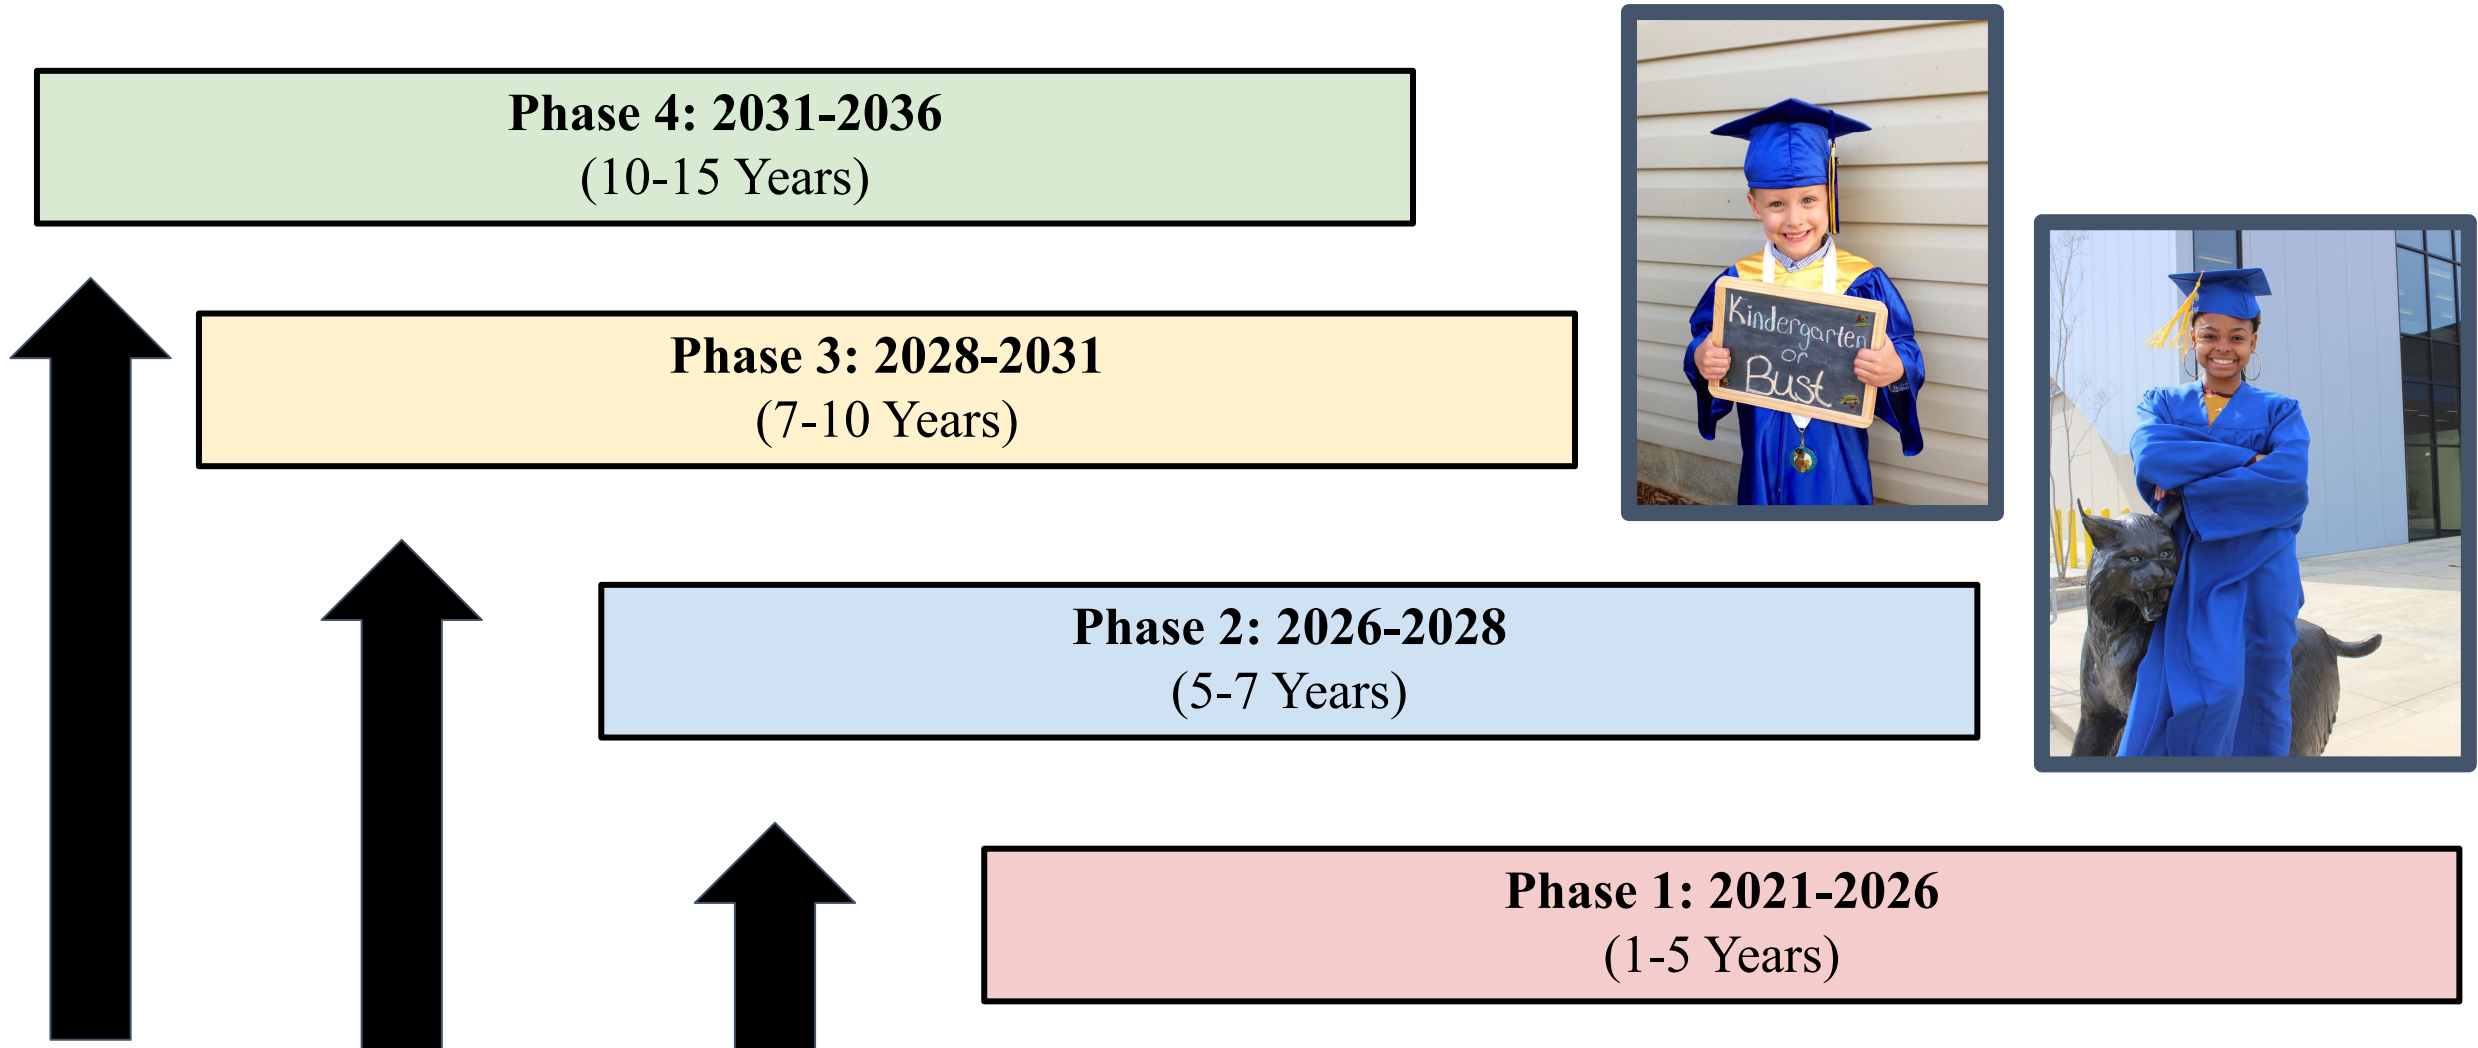 Phase 4: 2031-2036
(10-15 Years)
Phase 3: 2028-2031
(7-10 Years)
Kindergarten
or
Bust
Phase 2: 2026-2028
(5-7 Years)
Phase 1: 2021-2026
(1-5 Years)